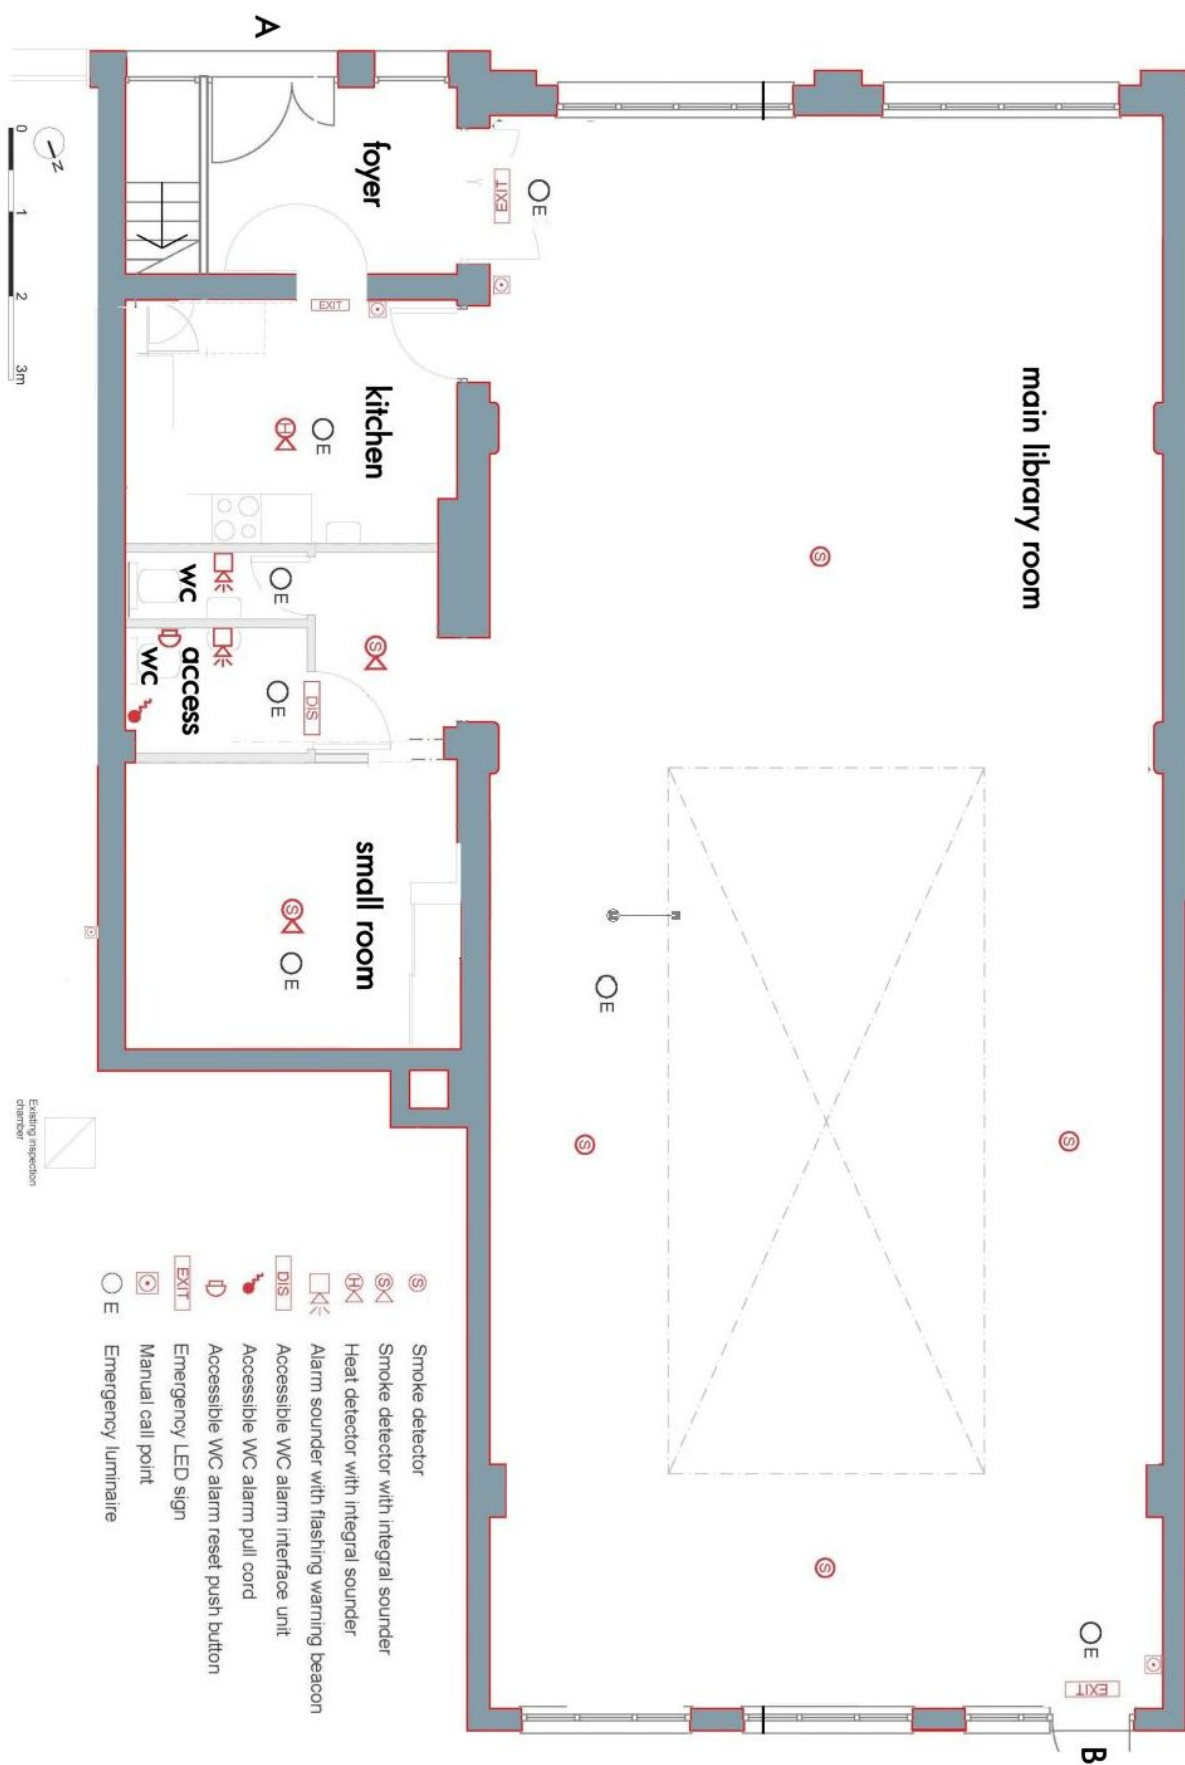 A
foyer
EXIT
E
N
0
1
2
3m
EXIT
kitchen
H
E
main library room
S
WC
E
access
WC
S
E
DIS
small room
S
E
E
S
S
S
E
EXIT
B
Existing inspection
chamber
S Smoke detector
S Smoke detector with integral sounder
H Heat detector with integral sounder
Alarm sounder with flashing warning beacon
DIS Accessible WC alarm interface unit
Accessible WC alarm pull cord
Accessible WC alarm reset push button
EXIT Emergency LED sign
Manual call point
E Emergency luminaire